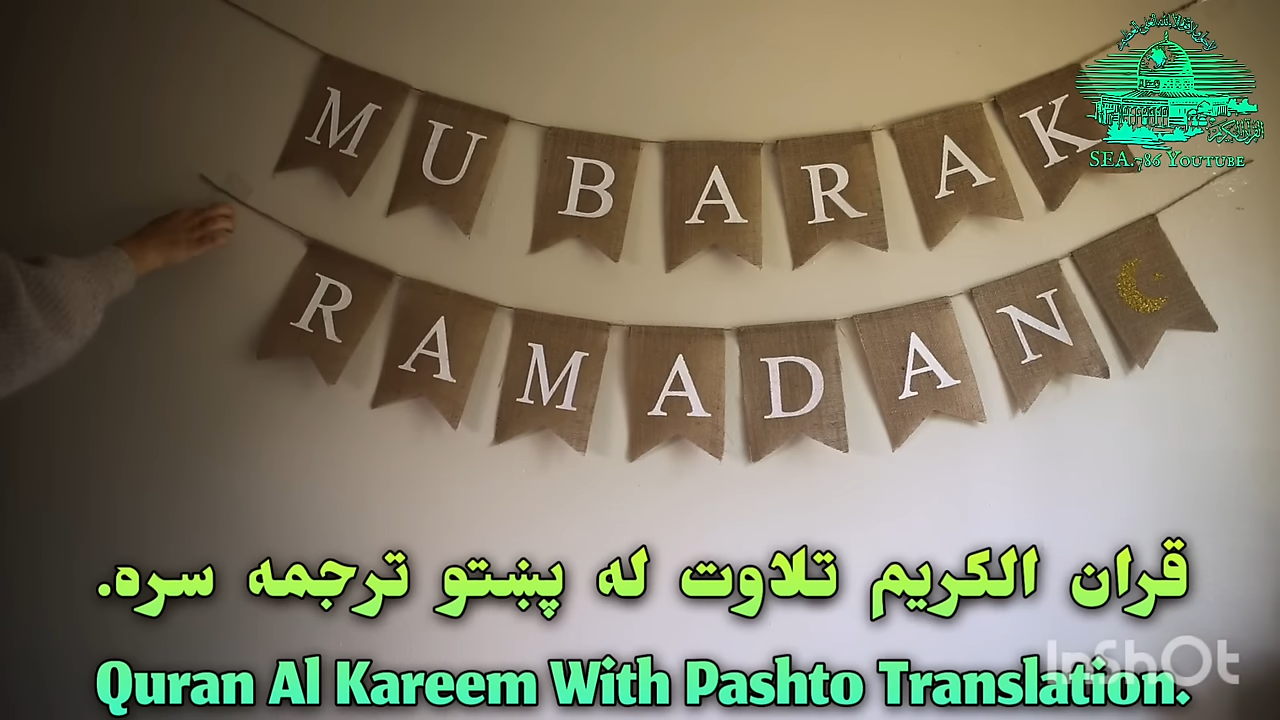 MUBARAK
RAMADAN
SEA.786 YOUTUBE
قران الکریم تلاوت له پښتو ترجمه سره.
Quran Al Kareem With Pashto Translation.
InShOt